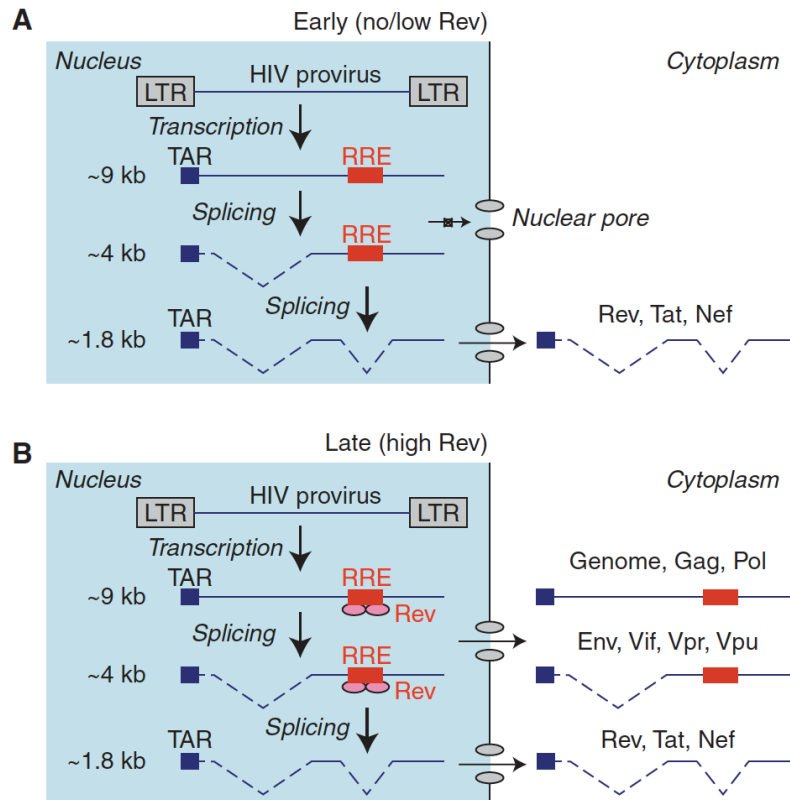 A
Early (no/low Rev)
Nucleus
HIV provirus
Cytoplasm
LTR
LTR
Transcription
TAR
RRE
~9 kb
Splicing
RRE
Nuclear pore
~4 kb
Splicing
TAR
Rev, Tat, Nef
~1.8 kb
B
Late (high Rev)
Nucleus
HIV provirus
Cytoplasm
LTR
LTR
Transcription
TAR
RRE
Genome, Gag, Pol
~9 kb
Rev
Splicing
RRE
Env, Vif, Vpr, Vpu
~4 kb
Rev
Splicing
TAR
Rev, Tat, Nef
~1.8 kb